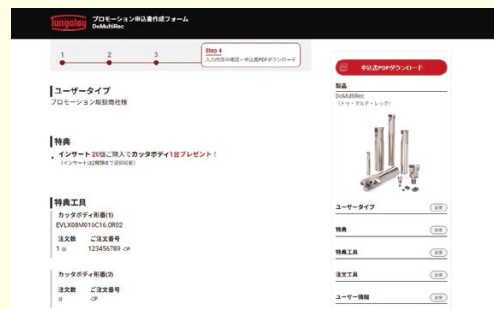 Tungaloy
プロモーション申込書作成フォーム
DoMultiRec
1
2
3
Step 4
入力内容の確認・申込書PDFダウンロード
ユーザータイプ
プロモーション取扱商社様
特典
・インサート 20個ご購入でカッタボディ1台プレゼント！
特典工具
カッタボディ形番(1)
EVLX08M016C16.0R02
注文数 ご注文番号
1 台 123456789 -CP
カッタボディ形番(2)
注文数 ご注文番号
台 -CP
申込書PDFダウンロード
製品
DoMultiRec
(ドゥ・マルチ・レック)
ユーザータイプ 変更
特典 変更
特典工具 変更
注文工具 変更
ユーザー情報 変更